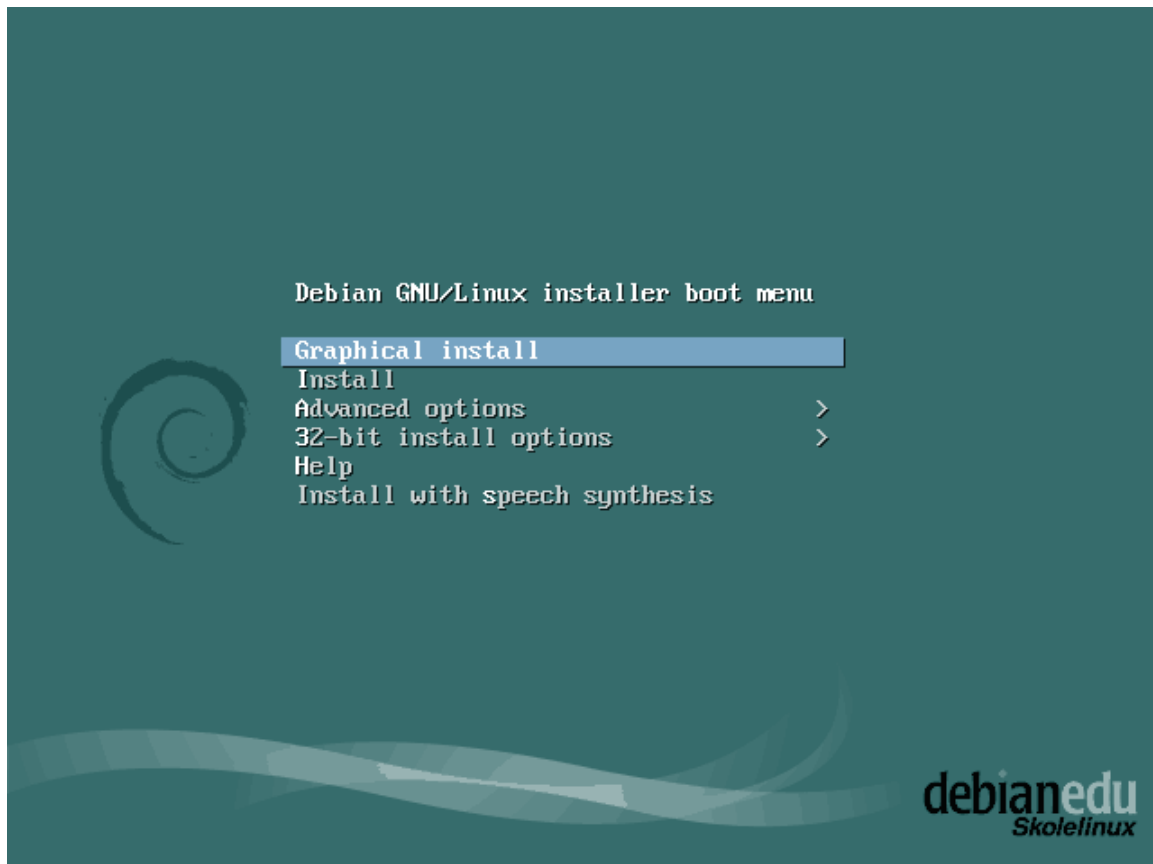 Debian GNU/Linux installer boot menu
Graphical install
Install
Advanced options >
32-bit install options >
Help
Install with speech synthesis
debianedu
Skolelinux